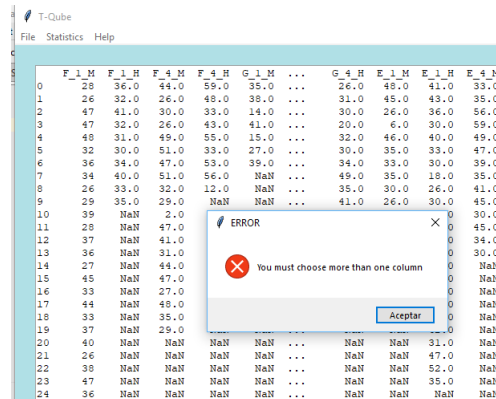 T-Qube
File Statistics Help
F_1_M F_1_H F_4_M F_4_H G_1_M ... G_4_H E_1_M E_1_H E_4_M
0 28 36.0 44.0 59.0 35.0 ... 26.0 48.0 41.0 33.0
1 26 32.0 26.0 48.0 38.0 ... 31.0 45.0 43.0 35.0
2 47 41.0 30.0 33.0 14.0 ... 30.0 26.0 36.0 56.0
3 47 32.0 26.0 43.0 41.0 ... 20.0 6.0 30.0 59.0
4 48 31.0 49.0 55.0 15.0 ... 32.0 46.0 40.0 49.0
5 32 30.0 51.0 33.0 27.0 ... 30.0 35.0 33.0 47.0
6 36 34.0 47.0 53.0 39.0 ... 34.0 33.0 30.0 39.0
7 34 40.0 51.0 56.0 NaN ... 49.0 35.0 18.0 35.0
8 26 33.0 32.0 12.0 NaN ... 35.0 30.0 26.0 41.0
9 29 35.0 29.0 NaN NaN ... 41.0 26.0 30.0 45.0
10 39 NaN 2.0 30.0
11 28 NaN 47.0 45.0
12 37 NaN 41.0 34.0
13 36 NaN 31.0 30.0
14 27 NaN 44.0 NaN
15 45 NaN 47.0 NaN
16 33 NaN 27.0 NaN
17 44 NaN 48.0 NaN
18 33 NaN 35.0 NaN
19 37 NaN 29.0 NaN
20 40 NaN NaN NaN NaN ... NaN NaN 31.0 NaN
21 26 NaN NaN NaN NaN ... NaN NaN 47.0 NaN
22 38 NaN NaN NaN NaN ... NaN NaN 52.0 NaN
23 47 NaN NaN NaN NaN ... NaN NaN 35.0 NaN
24 36 NaN NaN NaN NaN ... NaN NaN NaN NaN
ERROR
You must choose more than one column
Aceptar